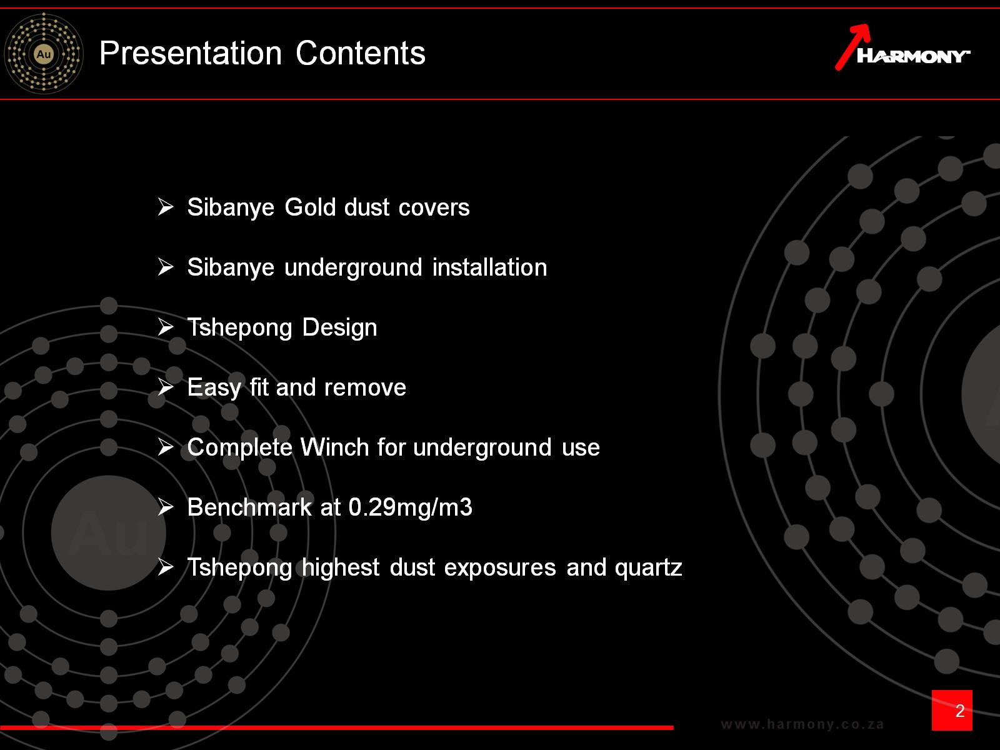 Au
Presentation Contents
HARMONY™
➢ Sibanye Gold dust covers
➢ Sibanye underground installation
➢ Tshepong Design
➢ Easy fit and remove
➢ Complete Winch for underground use
➢ Benchmark at 0.29mg/m3
Au
➢ Tshepong highest dust exposures and quartz
www.harmony.co.za
2